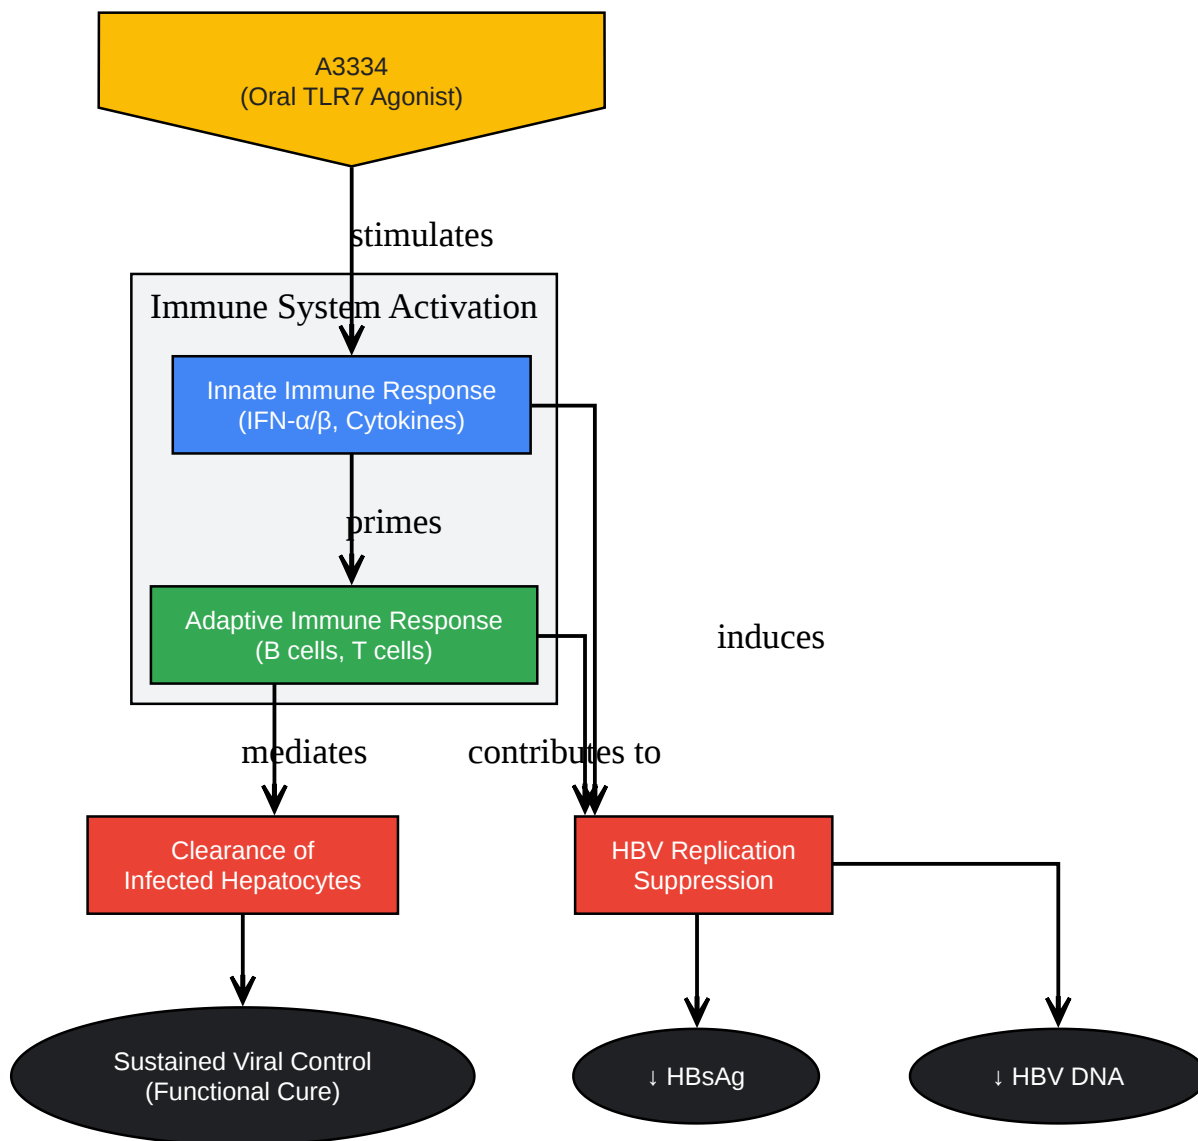 A3334
(Oral TLR7 Agonist)
stimulates
Immune System Activation
Innate Immune Response
(IFN-α/β, Cytokines)
primes
Adaptive Immune Response
(B cells, T cells)
induces
mediates
contributes to
Clearance of
Infected Hepatocytes
HBV Replication
Suppression
Sustained Viral Control
(Functional Cure)
↓ HBsAg
↓ HBV DNA